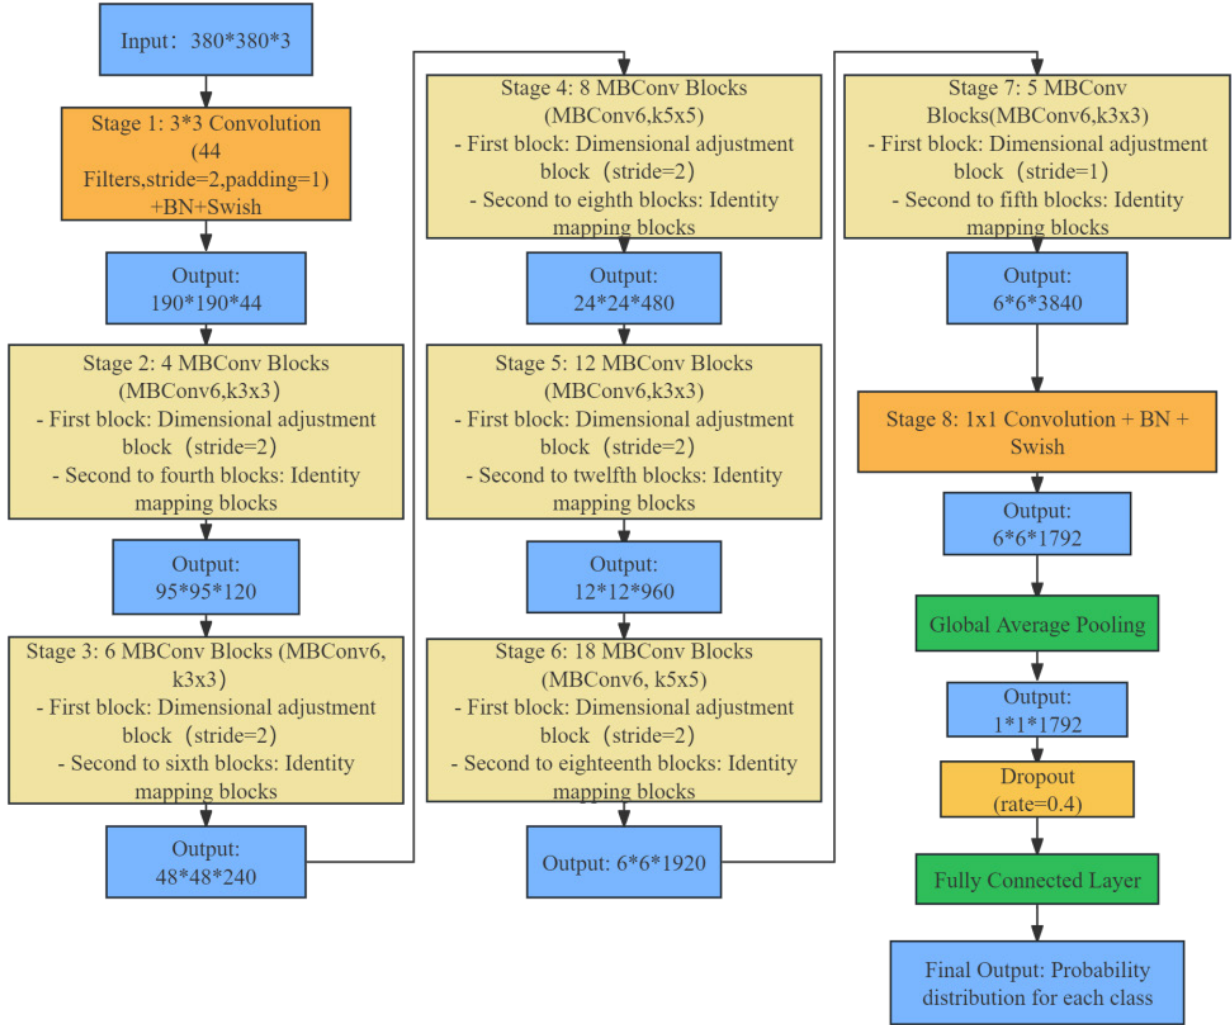 Input：380*380*3
Stage 1: 3*3 Convolution
(44
Filters,stride=2,padding=1)
+BN+Swish
Output:
190*190*44
Stage 2: 4 MBConv Blocks
(MBConv6,k3x3)
- First block: Dimensional adjustment
block（stride=2）
- Second to fourth blocks: Identity
mapping blocks
Output:
95*95*120
Stage 3: 6 MBConv Blocks (MBConv6,
k3x3)
- First block: Dimensional adjustment
block（stride=2）
- Second to sixth blocks: Identity
mapping blocks
Output:
48*48*240
Stage 4: 8 MBConv Blocks
(MBConv6,k5x5)
- First block: Dimensional adjustment
block（stride=2）
- Second to eighth blocks: Identity
mapping blocks
Output:
24*24*480
Stage 5: 12 MBConv Blocks
(MBConv6,k3x3)
- First block: Dimensional adjustment
block（stride=2）
- Second to twelfth blocks: Identity
mapping blocks
Output:
12*12*960
Stage 6: 18 MBConv Blocks
(MBConv6, k5x5)
- First block: Dimensional adjustment
block（stride=2）
- Second to eighteenth blocks: Identity
mapping blocks
Output: 6*6*1920
Stage 7: 5 MBConv
Blocks(MBConv6,k3x3)
- First block: Dimensional adjustment
block（stride=1）
- Second to fifth blocks: Identity
mapping blocks
Output:
6*6*3840
Stage 8: 1x1 Convolution + BN +
Swish
Output:
6*6*1792
Global Average Pooling
Output:
1*1*1792
Dropout
(rate=0.4)
Fully Connected Layer
Final Output: Probability
distribution for each class